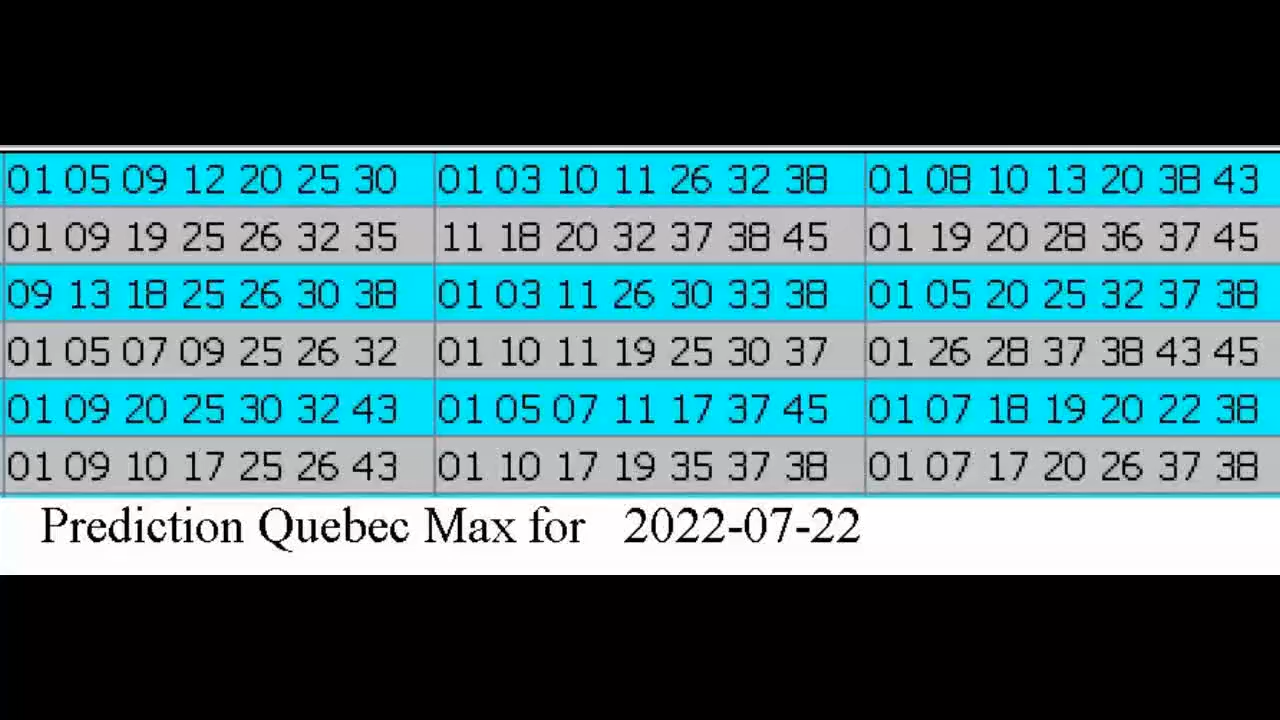 01 05 09 12 20 25 30 01 03 10 11 26 32 38 01 08 10 13 20 38 43
01 09 19 25 26 32 35 11 18 20 32 37 38 45 01 19 20 28 36 37 45
09 13 18 25 26 30 38 01 03 11 26 30 33 38 01 05 20 25 32 37 38
01 05 07 09 25 26 32 01 10 11 19 25 30 37 01 26 28 37 38 43 45
01 09 20 25 30 32 43 01 05 07 11 17 37 45 01 07 18 19 20 22 38
01 09 10 17 25 26 43 01 10 17 19 35 37 38 01 07 17 20 26 37 38
Prediction Quebec Max for 2022-07-22